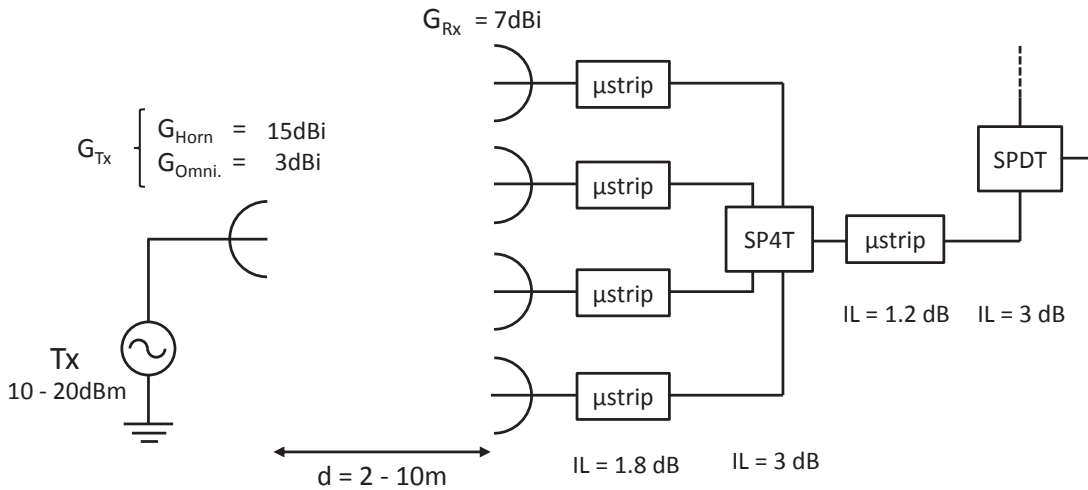 G_Rx = 7dBi
µstrip
G_Tx
G_Horn = 15dBi
G_Omni. = 3dBi
SPDT
µstrip
SP4T
µstrip
µstrip
IL = 1.2 dB
IL = 3 dB
Tx
10 - 20dBm
µstrip
d = 2 - 10m
IL = 1.8 dB
IL = 3 dB